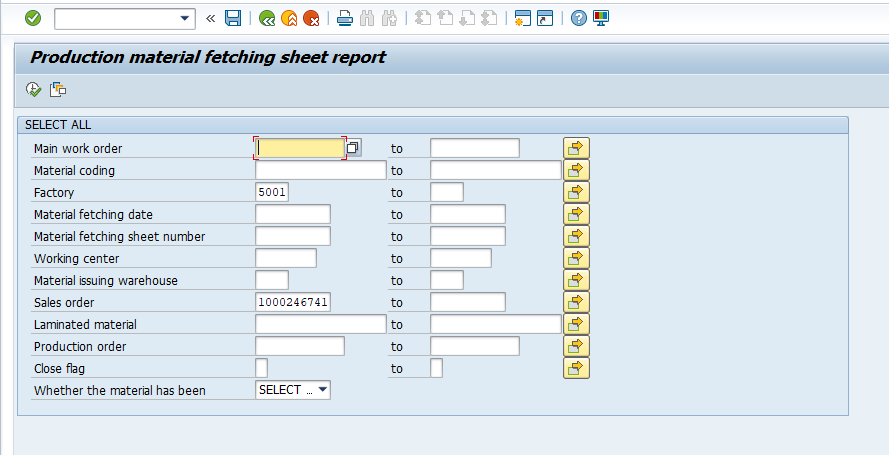 Production material fetching sheet report
SELECT ALL
Main work order to
Material coding to
Factory 5001 to
Material fetching date to
Material fetching sheet number to
Working center to
Material issuing warehouse to
Sales order 1000246741 to
Laminated material to
Production order to
Close flag to
Whether the material has been SELECT ...